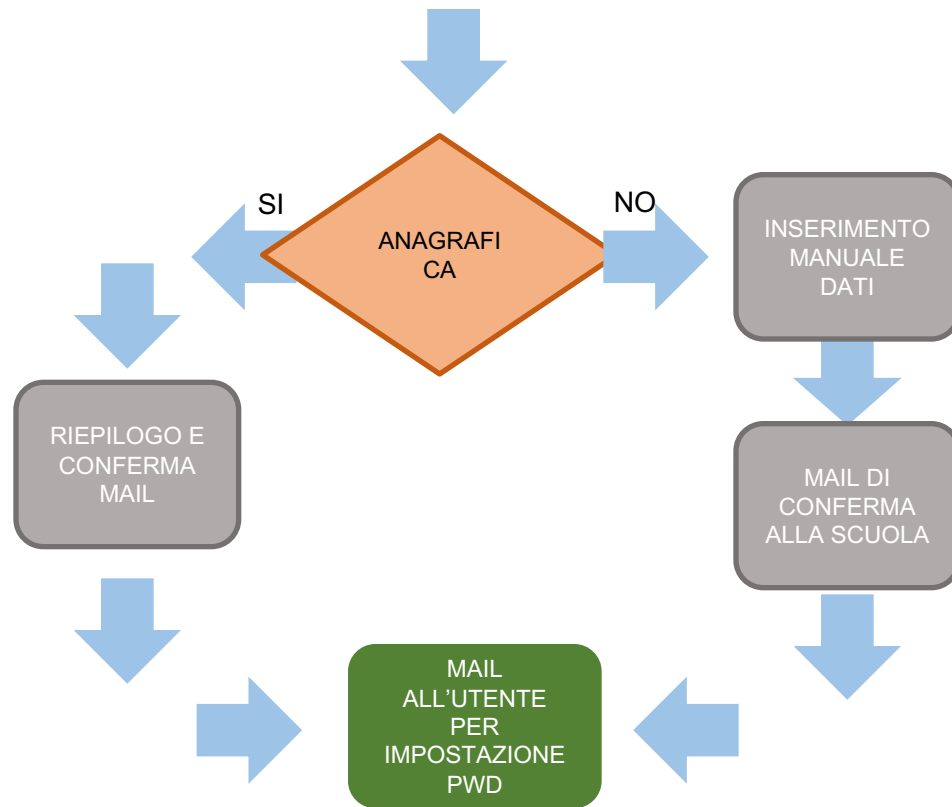 SI
NO
ANAGRAFI
CA
INSERIMENTO
MANUALE
DATI
RIEPILOGO E
CONFERMA
MAIL
MAIL DI
CONFERMA
ALLA SCUOLA
MAIL
ALL’UTENTE
PER
IMPOSTAZIONE
PWD